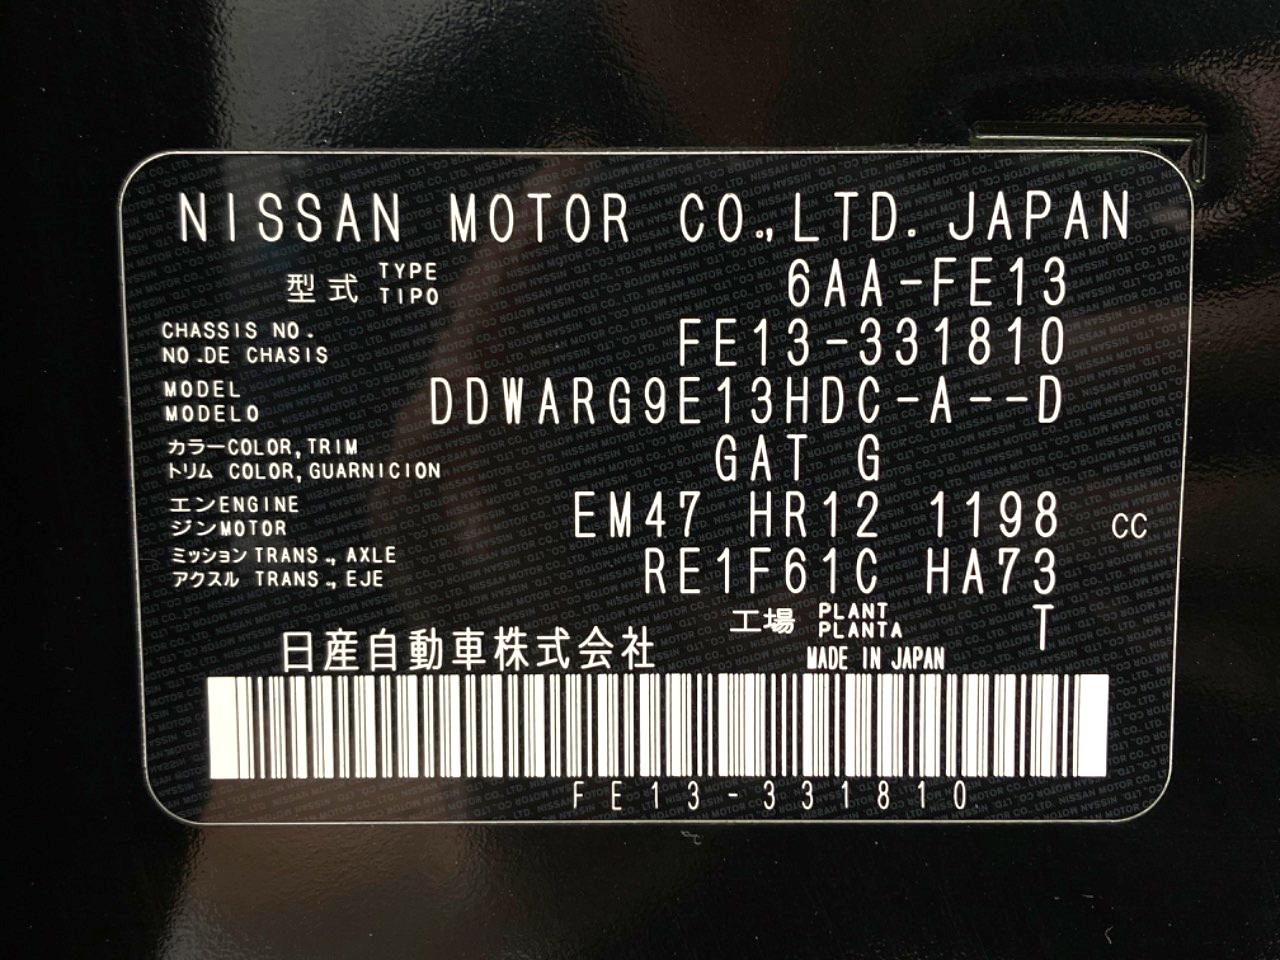 NISSAN MOTOR CO.,LTD. JAPAN
型式 TYPE TIPO 6AA-FE13
CHASSIS NO.
NO.DE CHASIS FE13-331810
MODEL
MODELO DDWARG9E13HDC-A--D
カラーCOLOR,TRIM
トリム COLOR,GUARNICION GAT G
エンENGINE
ジンMOTOR EM47 HR12 1198 CC
ミッションTRANS., AXLE
アクスル TRANS., EJE RE1F61C HA73
工場 PLANT PLANTA T
日産自動車株式会社 MADE IN JAPAN
FE13-331810